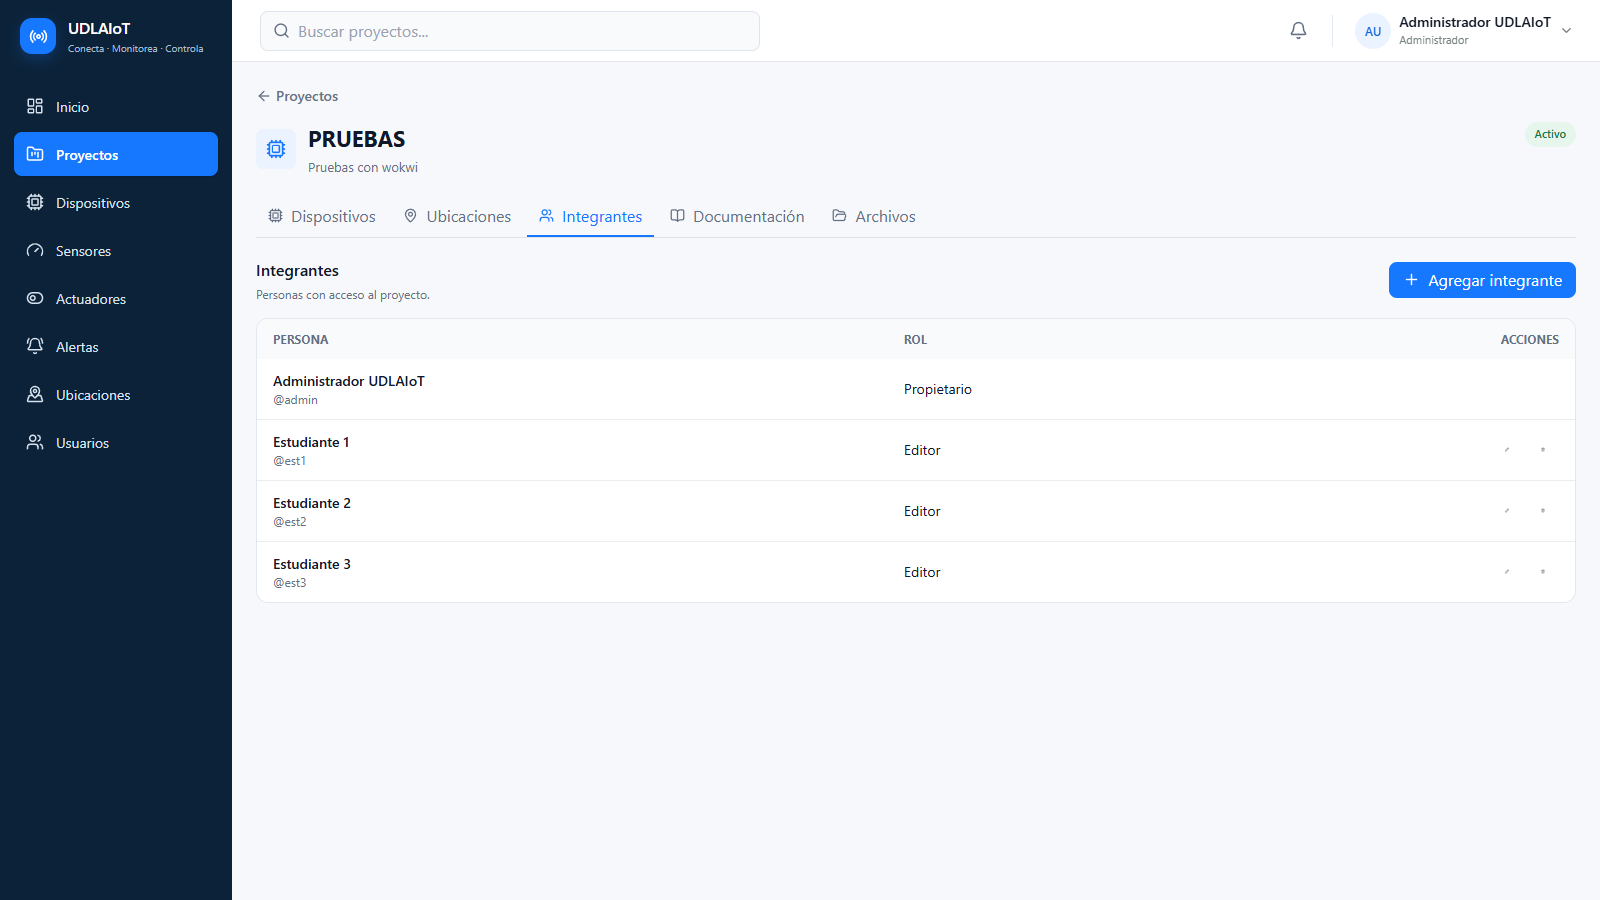 UDLAIoT
Conecta · Monitorea · Controla
Inicio
Proyectos
Dispositivos
Sensores
Actuadores
Alertas
Ubicaciones
Usuarios
Buscar proyectos...
AU
Administrador UDLAIoT
Administrador
Proyectos
PRUEBAS
Pruebas con wokwi
Activo
Dispositivos
Ubicaciones
Integrantes
Documentación
Archivos
Integrantes
Personas con acceso al proyecto.
Agregar integrante
PERSONA ROL ACCIONES
Administrador UDLAIoT
@admin
Propietario
Estudiante 1
@est1
Editor
Estudiante 2
@est2
Editor
Estudiante 3
@est3
Editor